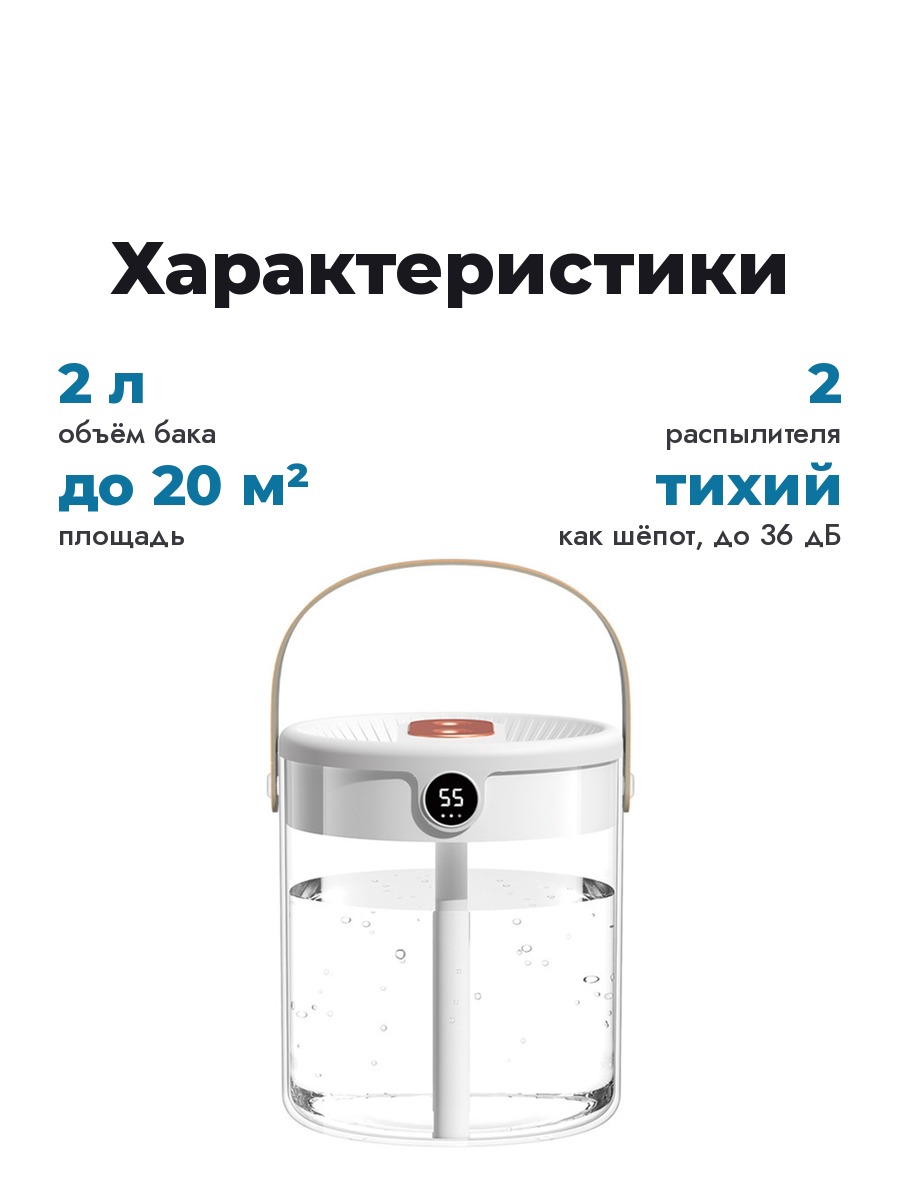 Характеристики
2 л
объём бака
до 20 м²
площадь
2
распылителя
тихий
как шёпот, до 36 дБ
55